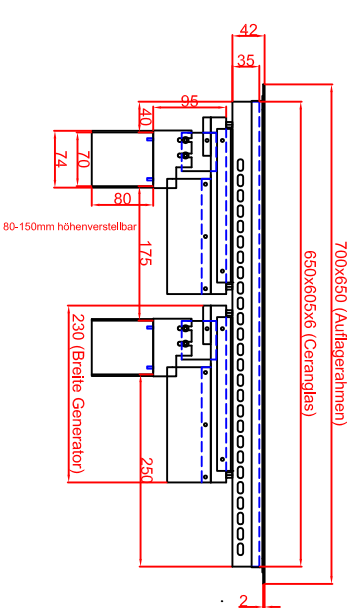 42
35
95
40
70
74
80
80-150mm höhenverstellbar
175
700x650 (Auflagerahmen)
650x605x6 (Ceranglas)
230 (Breite Generator)
250
2